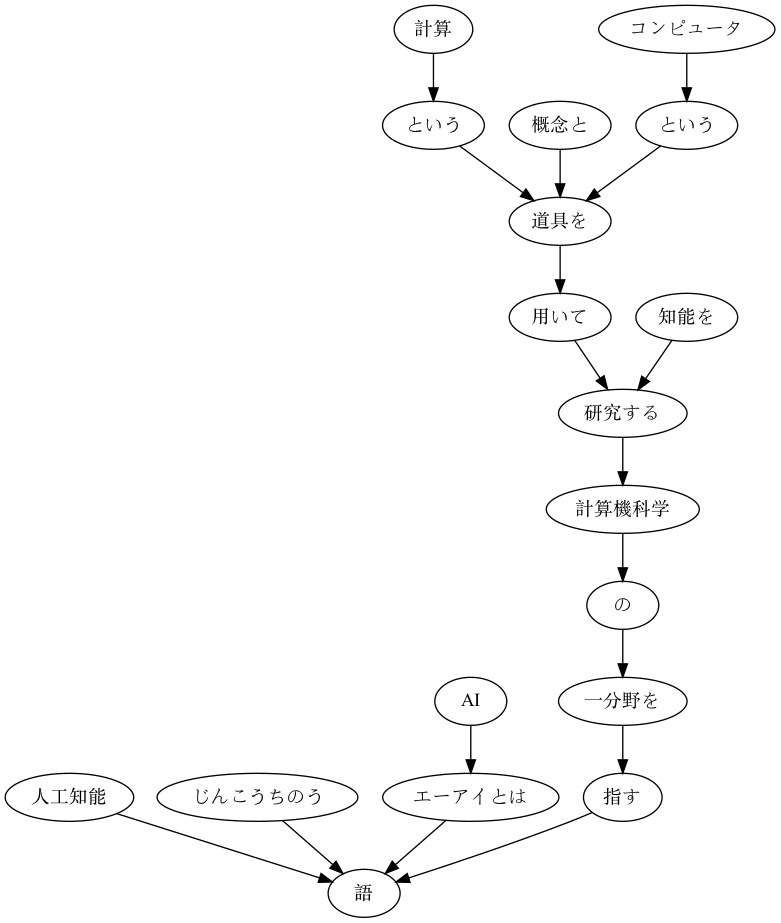 計算
コンピュータ
という
概念と
という
道具を
用いて
知能を
研究する
計算機科学
の
一分野を
AI
人工知能
じんこうちのう
エーアイとは
指す
語